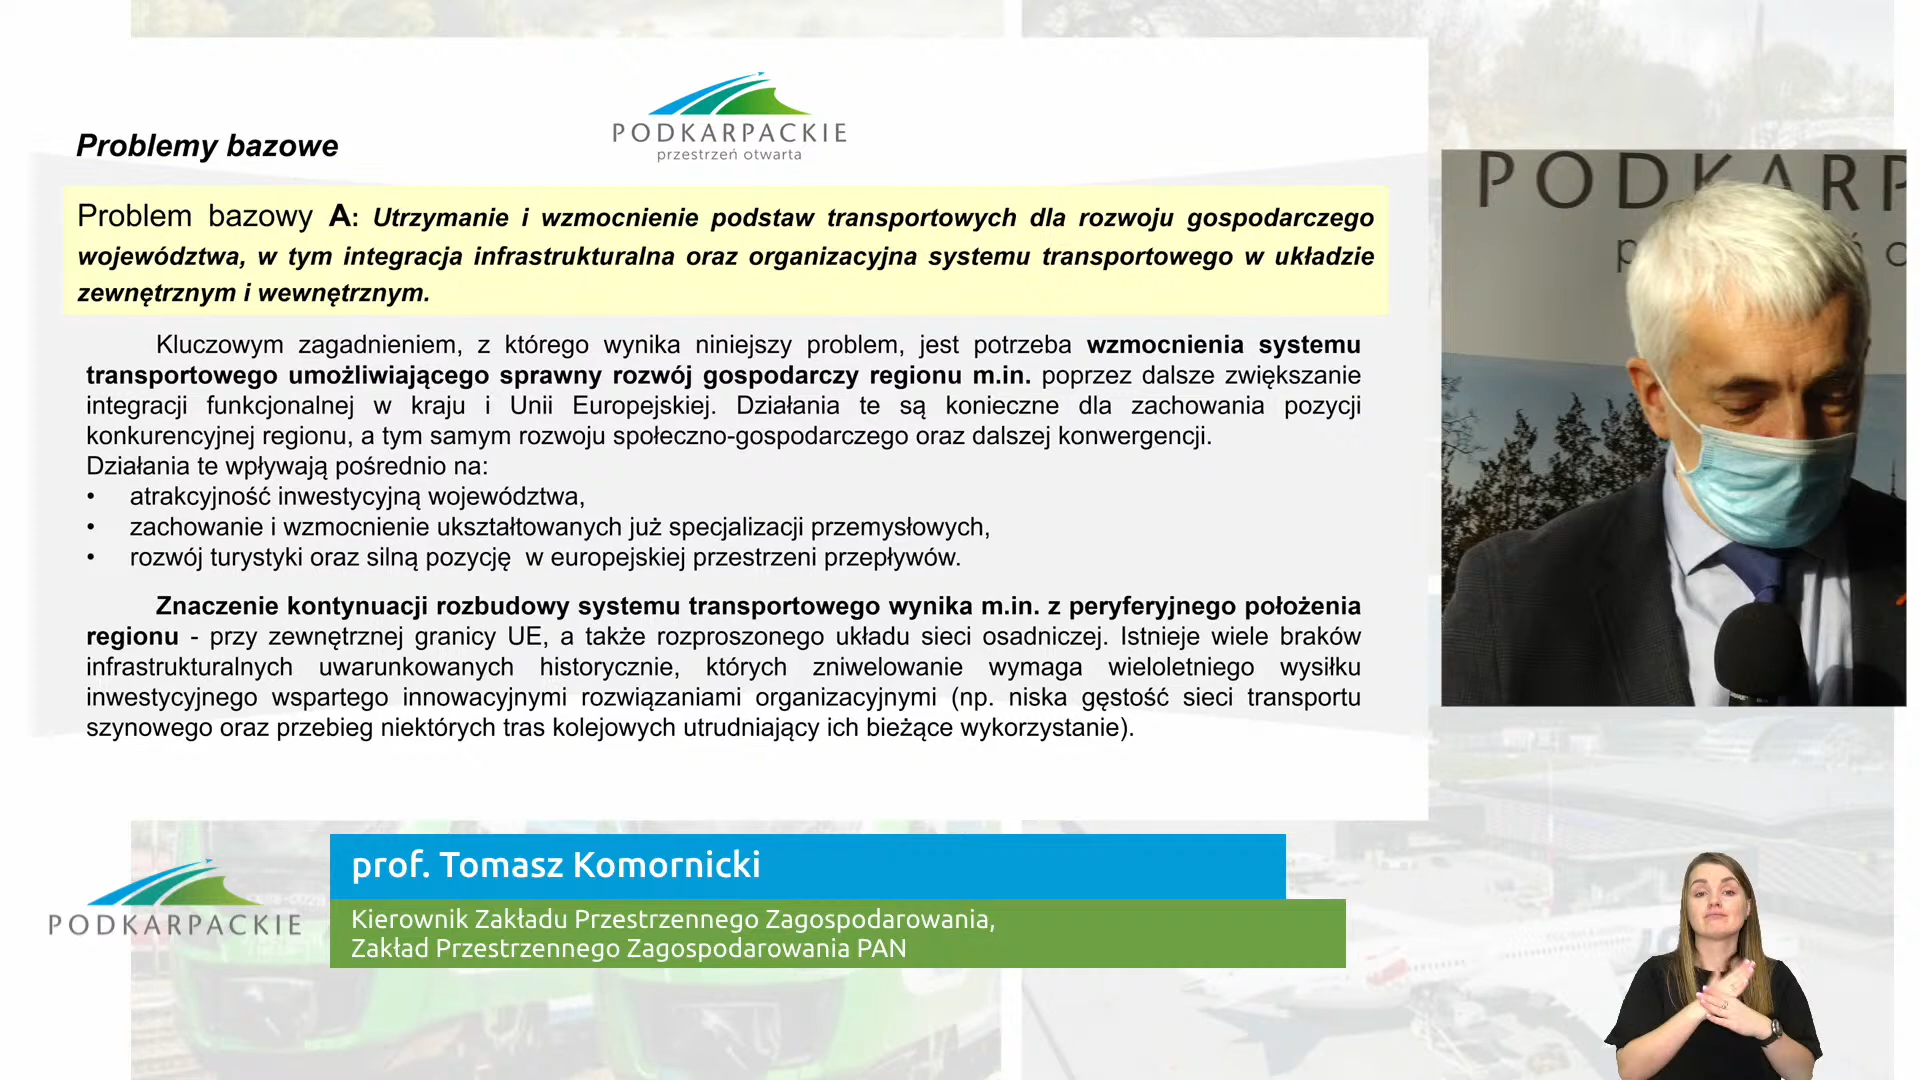 PODKARPACKIE
przestrzeń otwarta
Problemy bazowe
Problem bazowy A: Utrzymanie i wzmocnienie podstaw transportowych dla rozwoju gospodarczego
województwa, w tym integracja infrastrukturalna oraz organizacyjna systemu transportowego w układzie
zewnętrznym i wewnętrznym.
Kluczowym zagadnieniem, z którego wynika niniejszy problem, jest potrzeba wzmocnienia systemu
transportowego umożliwiającego sprawny rozwój gospodarczy regionu m.in. poprzez dalsze zwiększanie
integracji funkcjonalnej w kraju i Unii Europejskiej. Działania te są konieczne dla zachowania pozycji
konkurencyjnej regionu, a tym samym rozwoju społeczno-gospodarczego oraz dalszej konwergencji.
Działania te wpływają pośrednio na:
• atrakcyjność inwestycyjną województwa,
• zachowanie i wzmocnienie ukształtowanych już specjalizacji przemysłowych,
• rozwój turystyki oraz silną pozycję w europejskiej przestrzeni przepływów.
Znaczenie kontynuacji rozbudowy systemu transportowego wynika m.in. z peryferyjnego położenia
regionu - przy zewnętrznej granicy UE, a także rozproszonego układu sieci osadniczej. Istnieje wiele braków
infrastrukturalnych uwarunkowanych historycznie, których zniwelowanie wymaga wieloletniego wysiłku
inwestycyjnego wspartego innowacyjnymi rozwiązaniami organizacyjnymi (np. niska gęstość sieci transportu
szynowego oraz przebieg niektórych tras kolejowych utrudniający ich bieżące wykorzystanie).
PODKARP
PODKARPACKIE
prof. Tomasz Komornicki
Kierownik Zakładu Przestrzennego Zagospodarowania,
Zakład Przestrzennego Zagospodarowania PAN